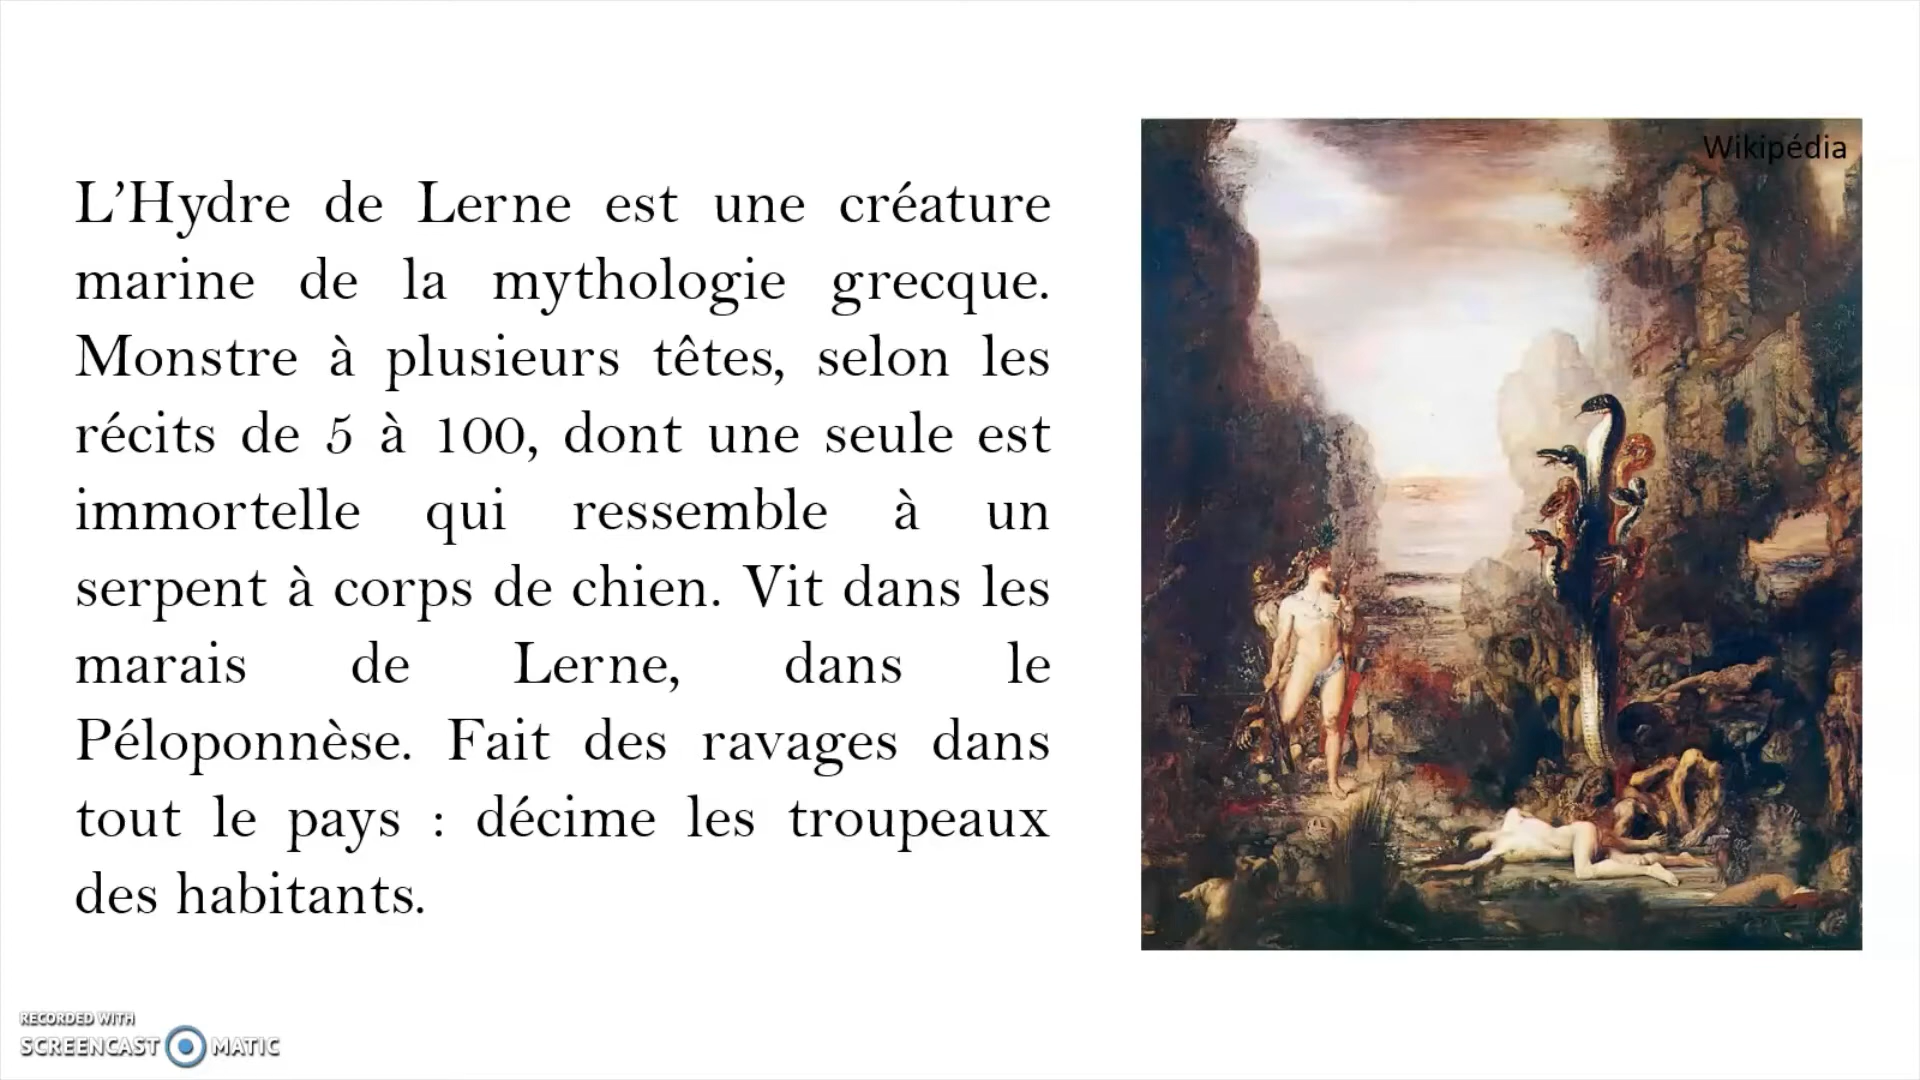 L’Hydre de Lerne est une créature
marine de la mythologie grecque.
Monstre à plusieurs têtes, selon les
récits de 5 à 100, dont une seule est
immortelle qui ressemble à un
serpent à corps de chien. Vit dans les
marais de Lerne, dans le
Péloponnèse. Fait des ravages dans
tout le pays : décime les troupeaux
des habitants.
Wikipédia
RECORDED WITH
SCREENCAST MATIC